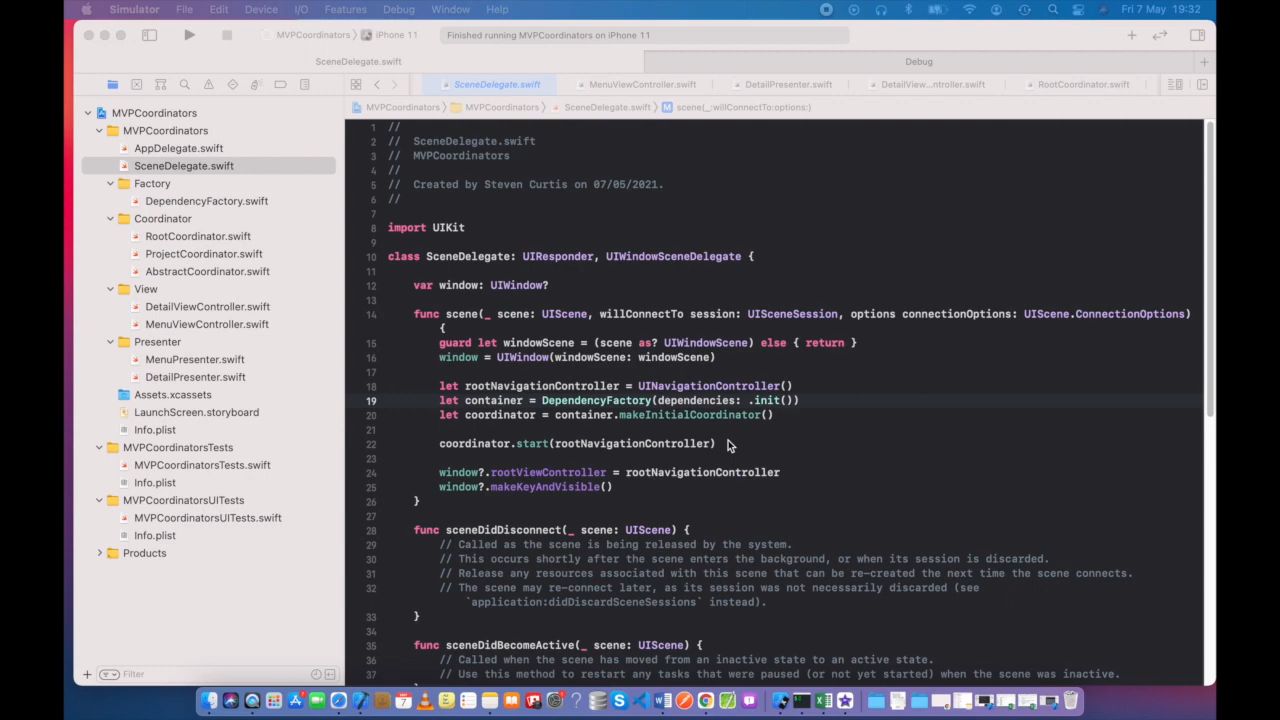 Simulator File Edit Device I/O Features Debug Window Help Fri 7 May 19:32
MVPCoordinators iPhone 11 Finished running MVPCoordinators on iPhone 11
SceneDelegate.swift Debug
SceneDelegate.swift MenuViewController.swift DetailPresenter.swift DetailView...ntroller.swift RootCoordinator.swift
MVPCoordinators MVPCoordinators SceneDelegate.swift M scene(_:willConnectTo:options:)
MVPCoordinators
MVPCoordinators
AppDelegate.swift
SceneDelegate.swift
Factory
DependencyFactory.swift
Coordinator
RootCoordinator.swift
ProjectCoordinator.swift
AbstractCoordinator.swift
View
DetailViewController.swift
MenuViewController.swift
Presenter
MenuPresenter.swift
DetailPresenter.swift
Assets.xcassets
LaunchScreen.storyboard
Info.plist
MVPCoordinatorsTests
MVPCoordinatorsTests.swift
Info.plist
MVPCoordinatorsUITests
MVPCoordinatorsUITests.swift
Info.plist
Products
Filter
1 //
2 // SceneDelegate.swift
3 // MVPCoordinators
4 //
5 // Created by Steven Curtis on 07/05/2021.
6 //
7
8 import UIKit
9
10 class SceneDelegate: UIResponder, UIWindowSceneDelegate {
11
12 var window: UIWindow?
13
14 func scene(_ scene: UIScene, willConnectTo session: UISceneSession, options connectionOptions: UIScene.ConnectionOptions)
{
15 guard let windowScene = (scene as? UIWindowScene) else { return }
16 window = UIWindow(windowScene: windowScene)
17
18 let rootNavigationController = UINavigationController()
19 let container = DependencyFactory(dependencies: .init())
20 let coordinator = container.makeInitialCoordinator()
22 coordinator.start(rootNavigationController)
23
24 window?.rootViewController = rootNavigationController
25 window?.makeKeyAndVisible()
26 }
27
28 func sceneDidDisconnect(_ scene: UIScene) {
29 // Called as the scene is being released by the system.
30 // This occurs shortly after the scene enters the background, or when its session is discarded.
31 // Release any resources associated with this scene that can be re-created the next time the scene connects.
32 // The scene may re-connect later, as its session was not necessarily discarded (see
`application:didDiscardSceneSessions` instead).
33 }
34
35 func sceneDidBecomeActive(_ scene: UIScene) {
36 // Called when the scene has moved from an inactive state to an active state.
37 // Use this method to restart any tasks that were paused (or not yet started) when the scene was inactive.